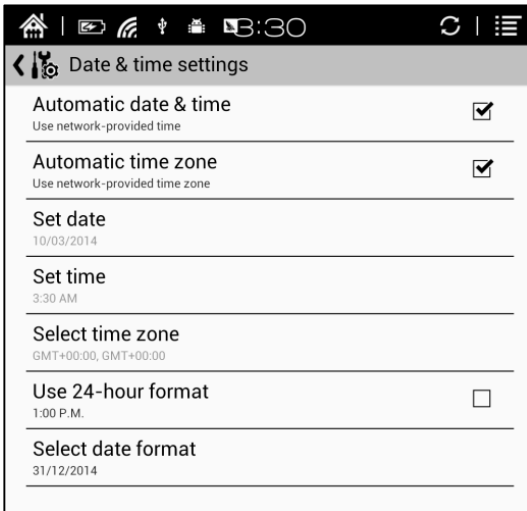 3:30
Date & time settings
Automatic date & time
Use network-provided time
Automatic time zone
Use network-provided time zone
Set date
10/03/2014
Set time
3:30 AM
Select time zone
GMT+00:00, GMT+00:00
Use 24-hour format
1:00 P.M.
Select date format
31/12/2014